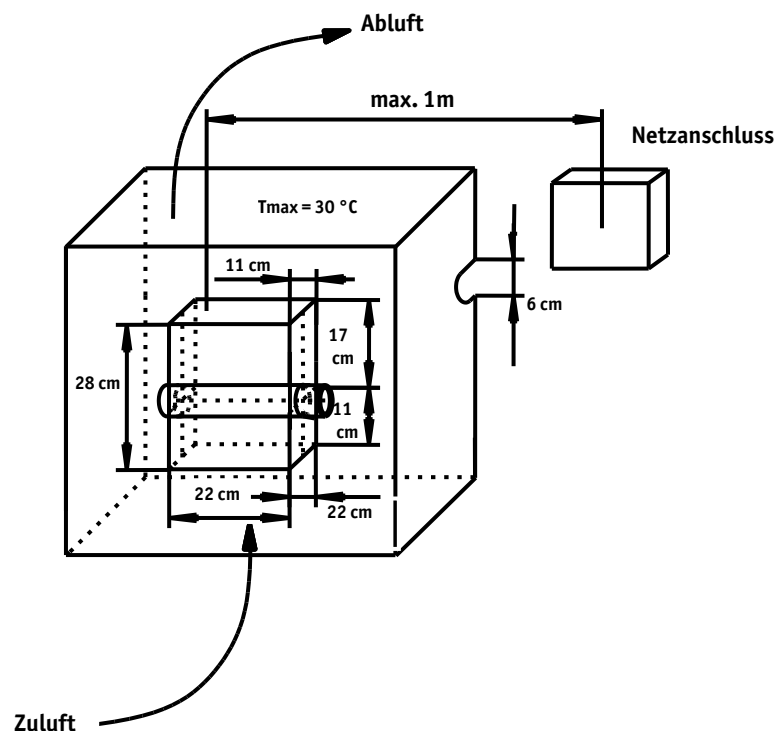 Abluft
max. 1m
Netzanschluss
Tmax = 30 °C
11 cm
6 cm
17
cm
28 cm
11
cm
22 cm
22 cm
Zuluft